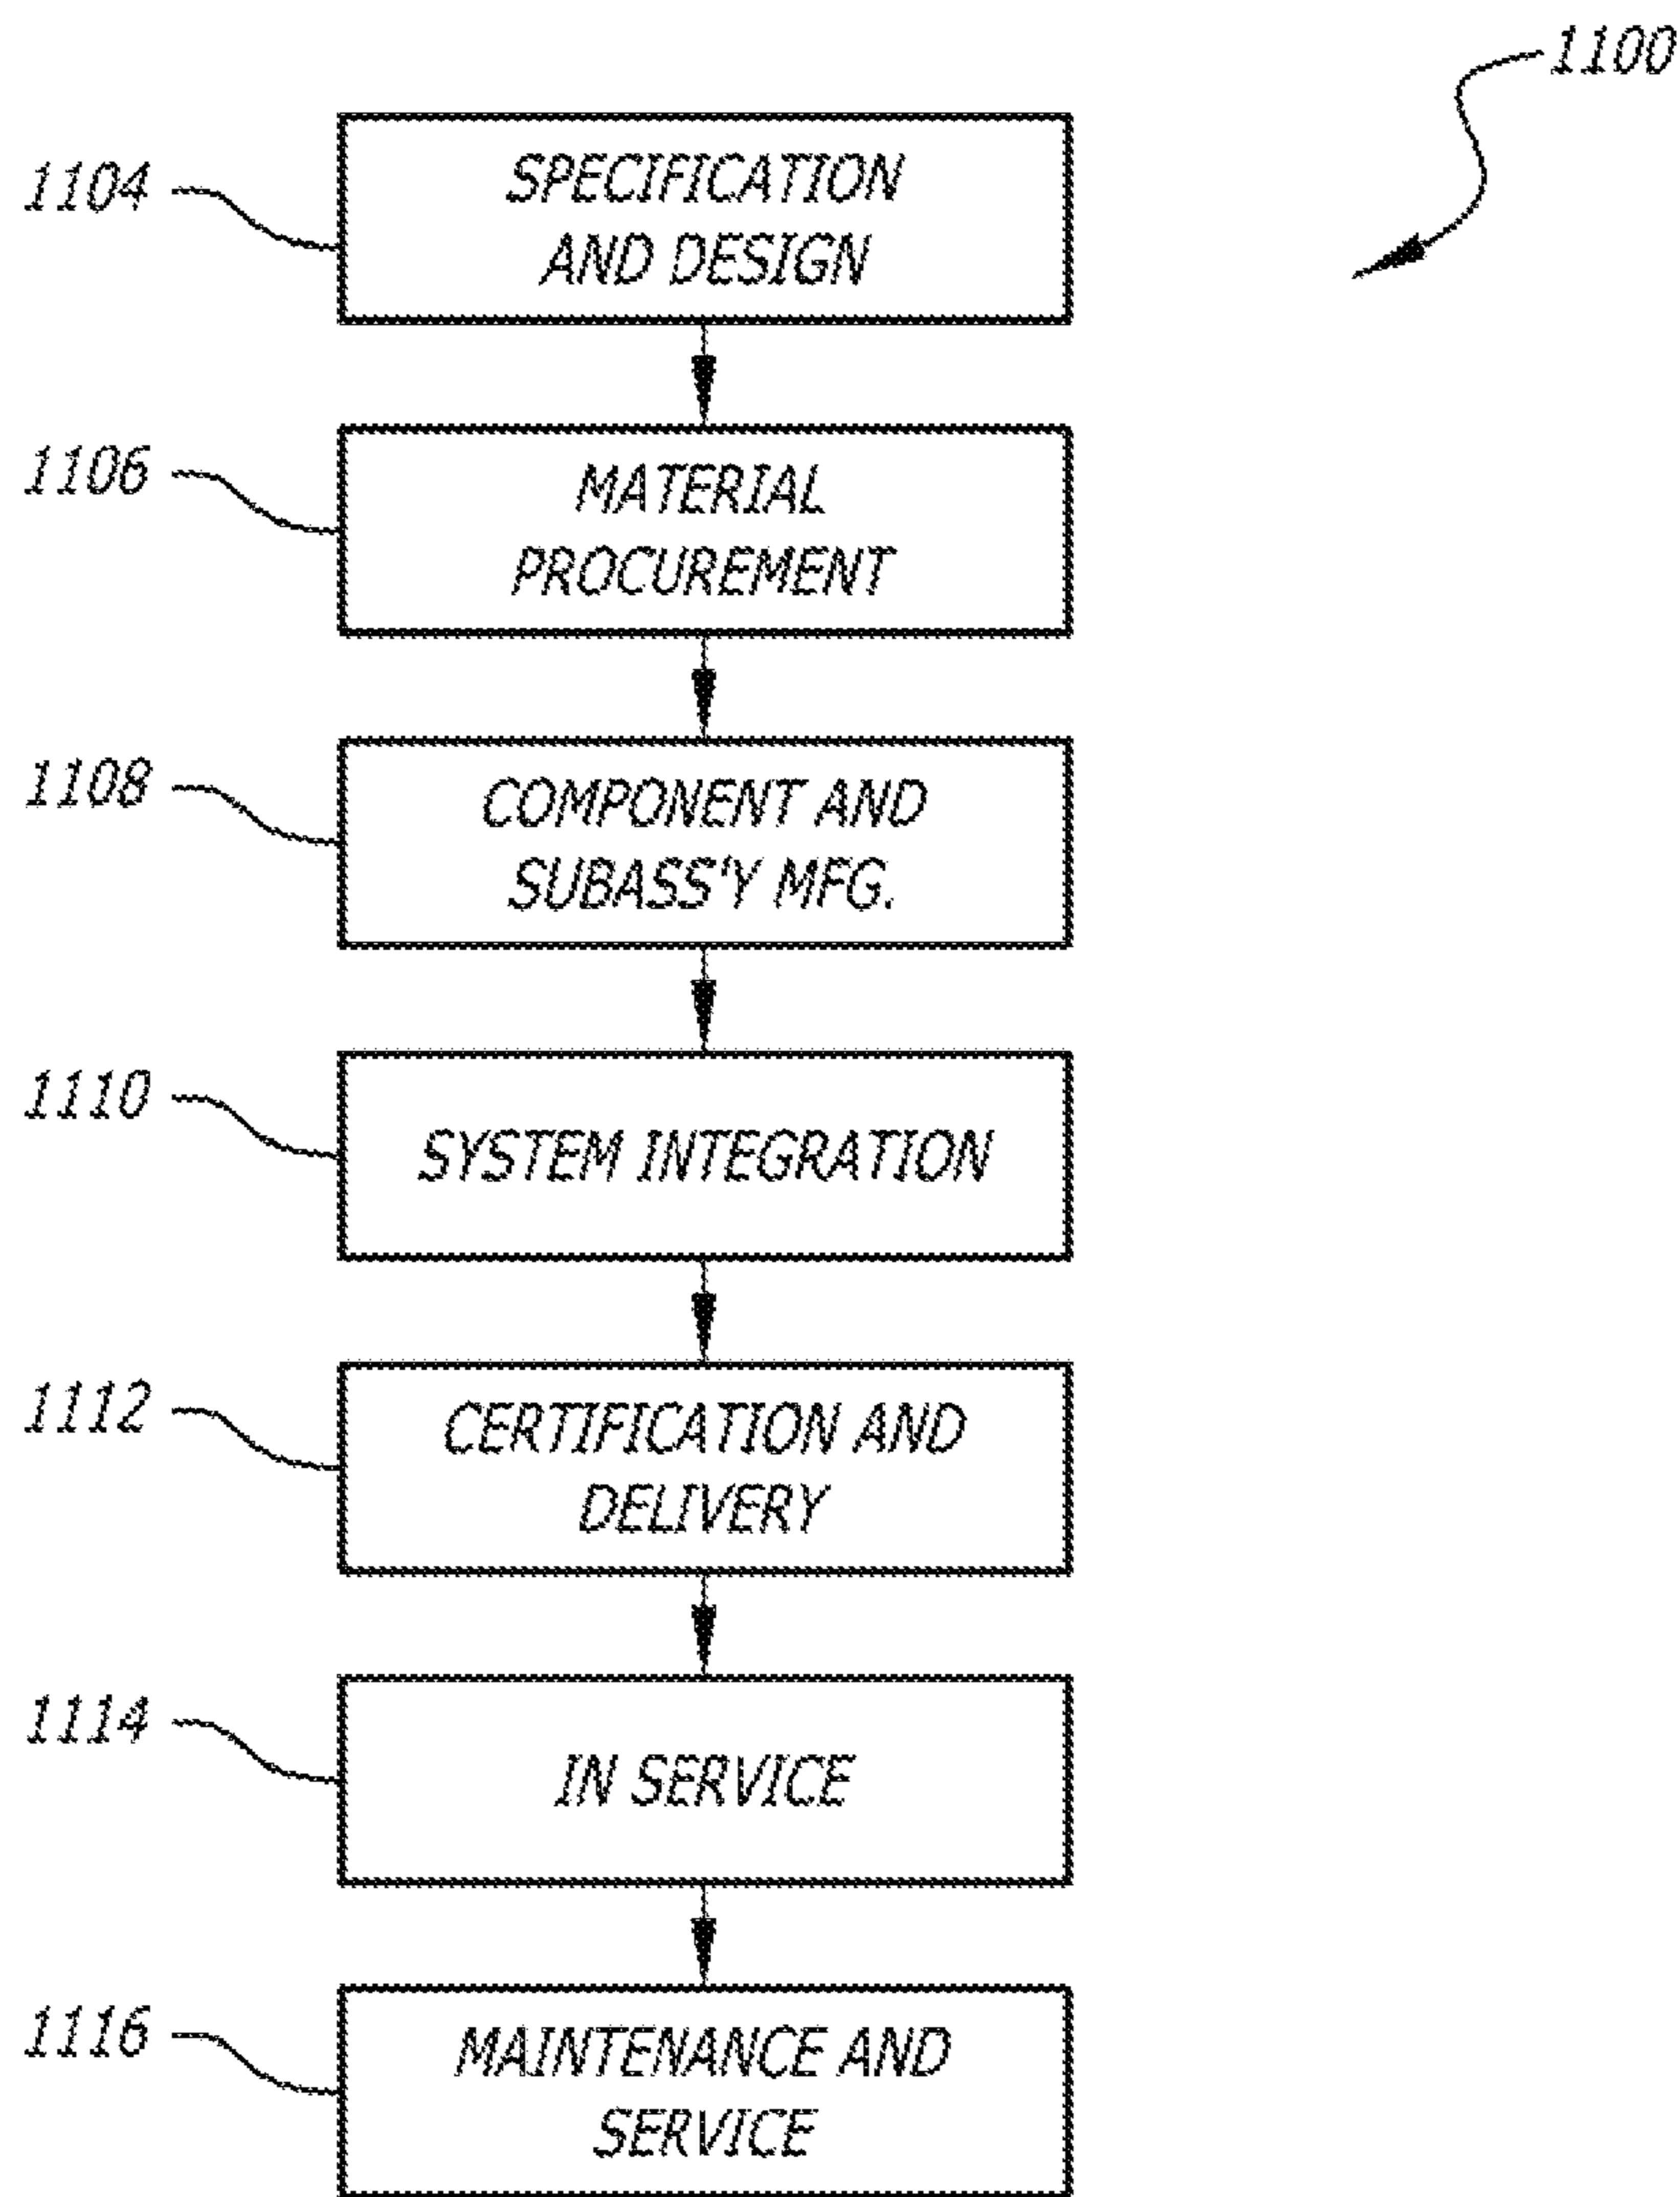 1100
1104
SPECIFICATION
AND DESIGN
1106
MATERIAL
PROCUREMENT
1108
COMPONENT AND
SUBASS'Y MFG.
1110
SYSTEM INTEGRATION
1112
CERTIFICATION AND
DELIVERY
1114
IN SERVICE
1116
MAINTENANCE AND
SERVICE